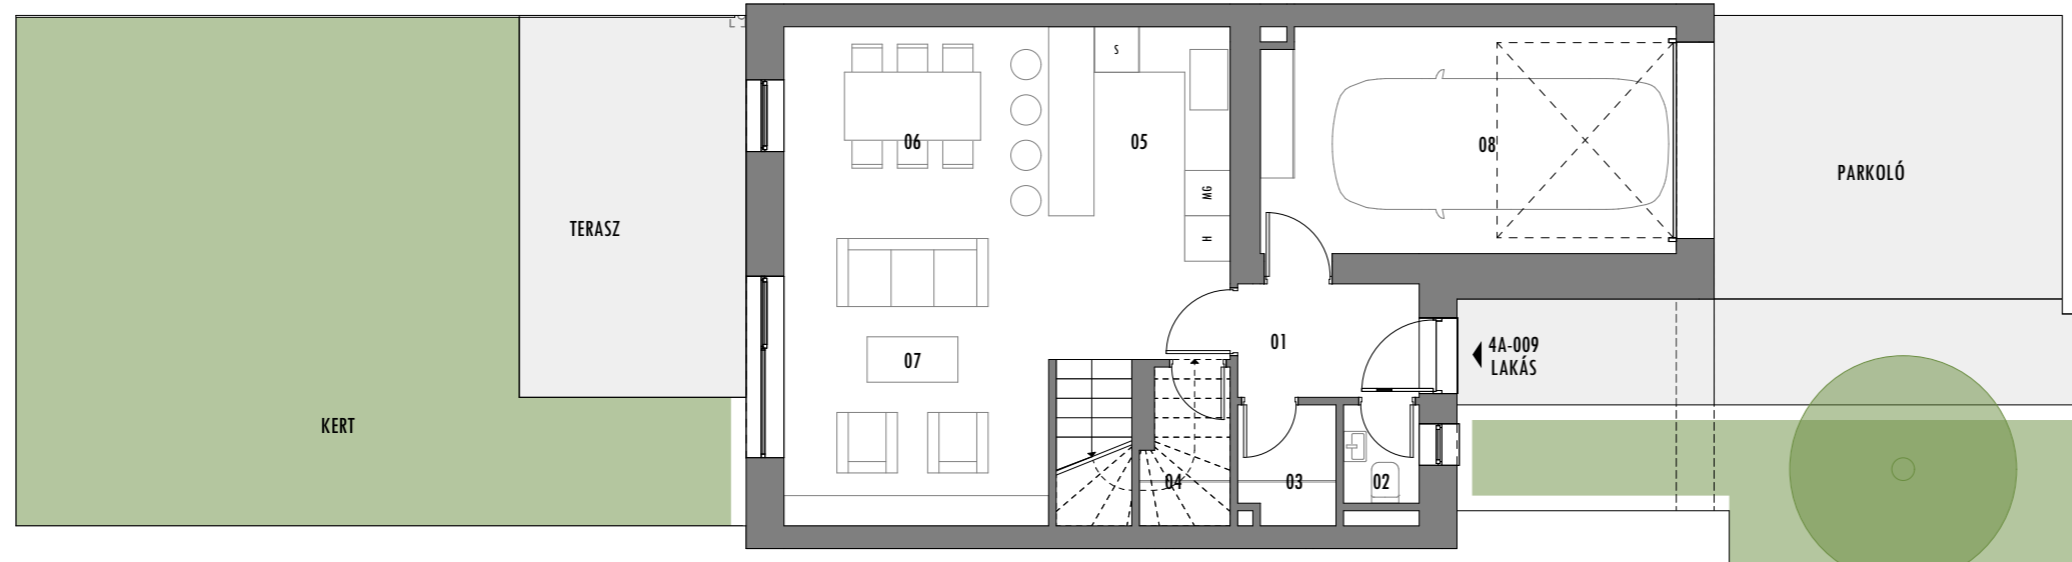 S
06
05
08
PARKOLÓ
MG
TERASZ
H
01
4A-009
LAKÁS
07
KERT
04
03
02